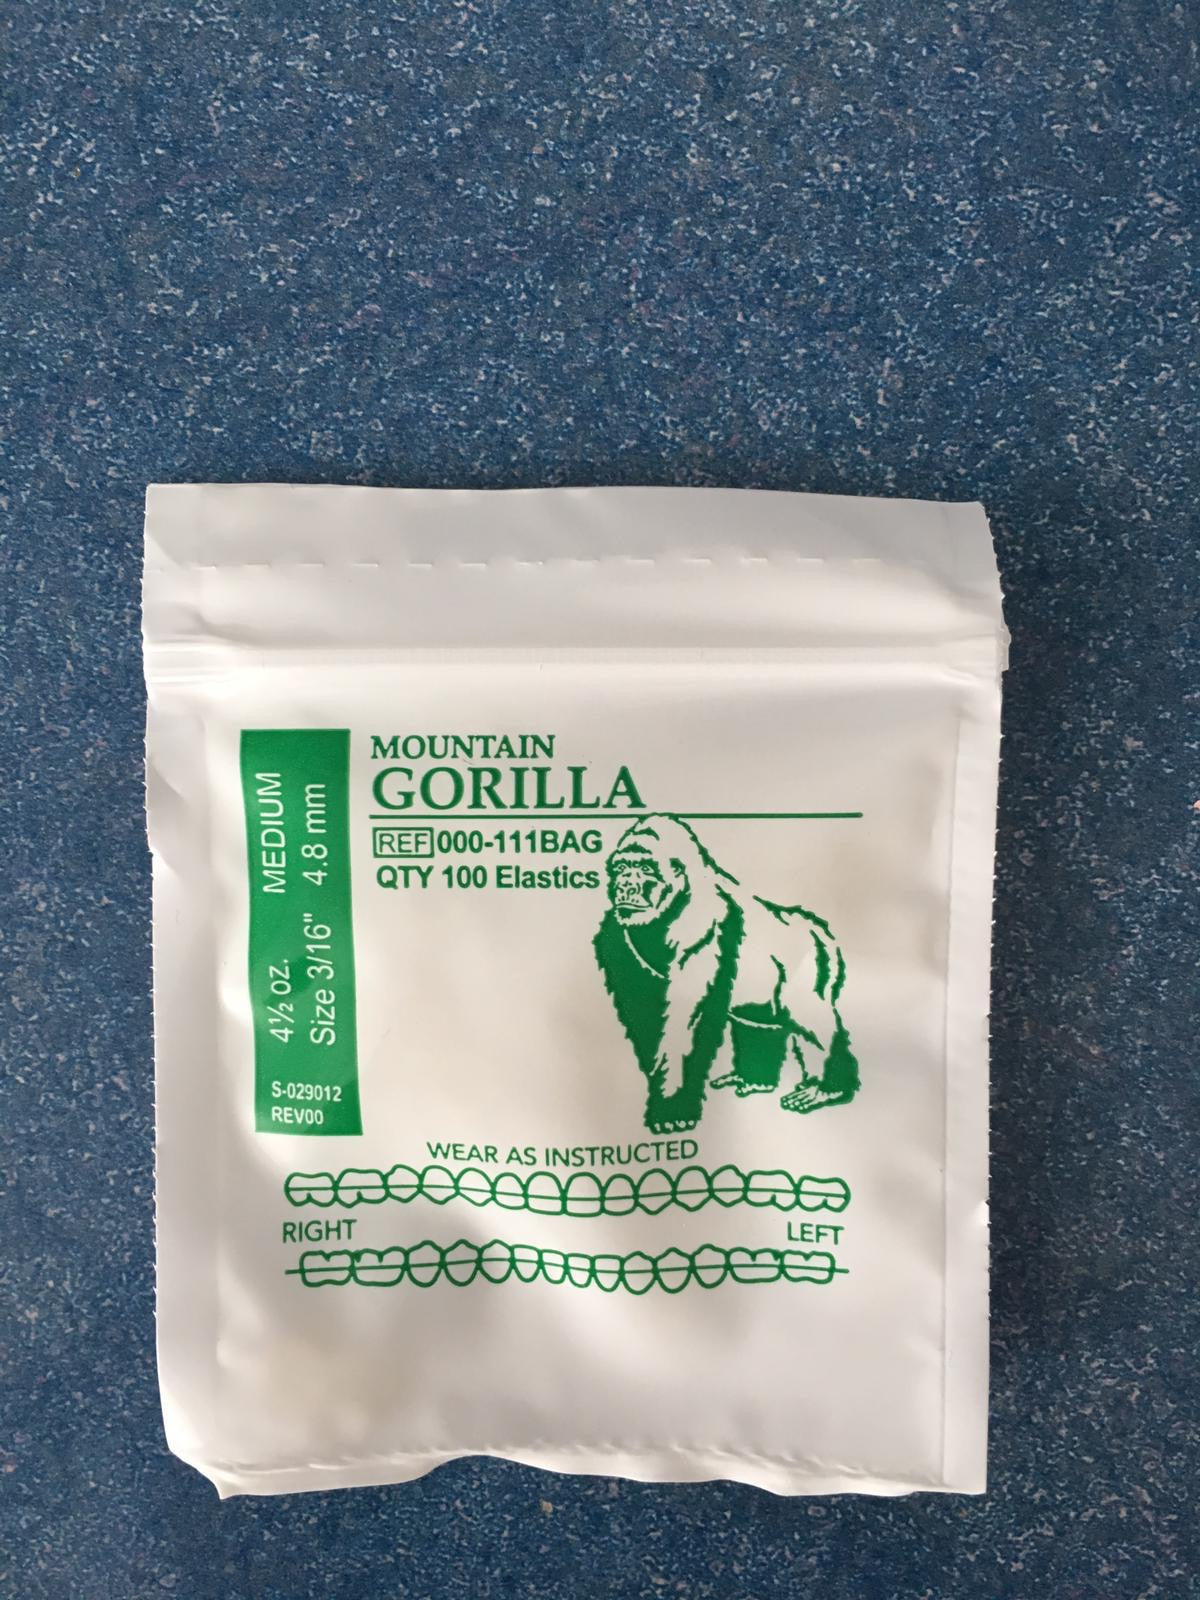 MOUNTAIN
GORILLA
REF 000-111BAG
QTY 100 Elastics
4½ oz. MEDIUM
Size 3/16" 4.8 mm
S-029012
REV00
WEAR AS INSTRUCTED
RIGHT
LEFT